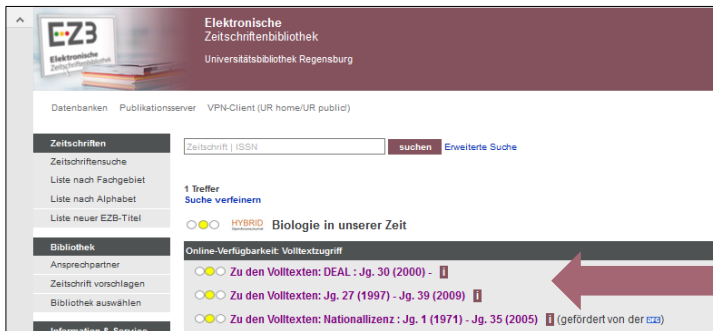 EZB
Elektronische
Zeitschriftenbibliothek
Elektronische
Zeitschriftenbibliothek
Universitätsbibliothek Regensburg
Datenbanken Publikationsserver VPN-Client (UR home/UR public!)
Zeitschriften
Zeitschriftensuche
Liste nach Fachgebiet
Liste nach Alphabet
Liste neuer EZB-Titel
Bibliothek
Ansprechpartner
Zeitschrift vorschlagen
Bibliothek auswählen
Information & Service
Zeitschrift | ISSN suchen Erweiterte Suche
1 Treffer
Suche verfeinern
HYBRID Biologie in unserer Zeit
Online-Verfügbarkeit: Volltextzugriff
Zu den Volltexten: DEAL : Jg. 30 (2000) - i
Zu den Volltexten: Jg. 27 (1997) - Jg. 39 (2009) i
Zu den Volltexten: Nationallizenz : Jg. 1 (1971) - Jg. 35 (2005) i (gefördert von der DFG)